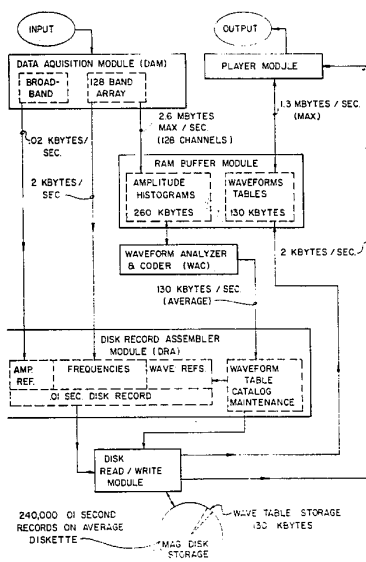 INPUT
OUTPUT
DATA AQUISITION MODULE (DAM)
BROAD-
BAND
128 BAND
ARRAY
PLAYER MODULE
2.6 MBYTES
MAX / SEC.
(128 CHANNELS)
1.3 MBYTES / SEC.
(MAX)
.02 KBYTES/
SEC.
2 KBYTES/
SEC
RAM BUFFER MODULE
AMPLITUDE
HISTOGRAMS
260 KBYTES
WAVEFORMS
TABLES
130 KBYTES
WAVEFORM ANALYZER
& CODER (WAC)
2 KBYTES/SEC.
130 KBYTES / SEC.
(AVERAGE)
DISK RECORD ASSEMBLER
MODULE (DRA)
AMP.
REF.
FREQUENCIES
WAVE REFS.
.01 SEC. DISK RECORD
WAVEFORM
TABLE
CATALOG
MAINTENANCE
DISK
READ / WRITE
MODULE
240,000 .01 SECOND
RECORDS ON AVERAGE
DISKETTE
WAVE TABLE STORAGE
130 KBYTES
MAG DISK
STORAGE